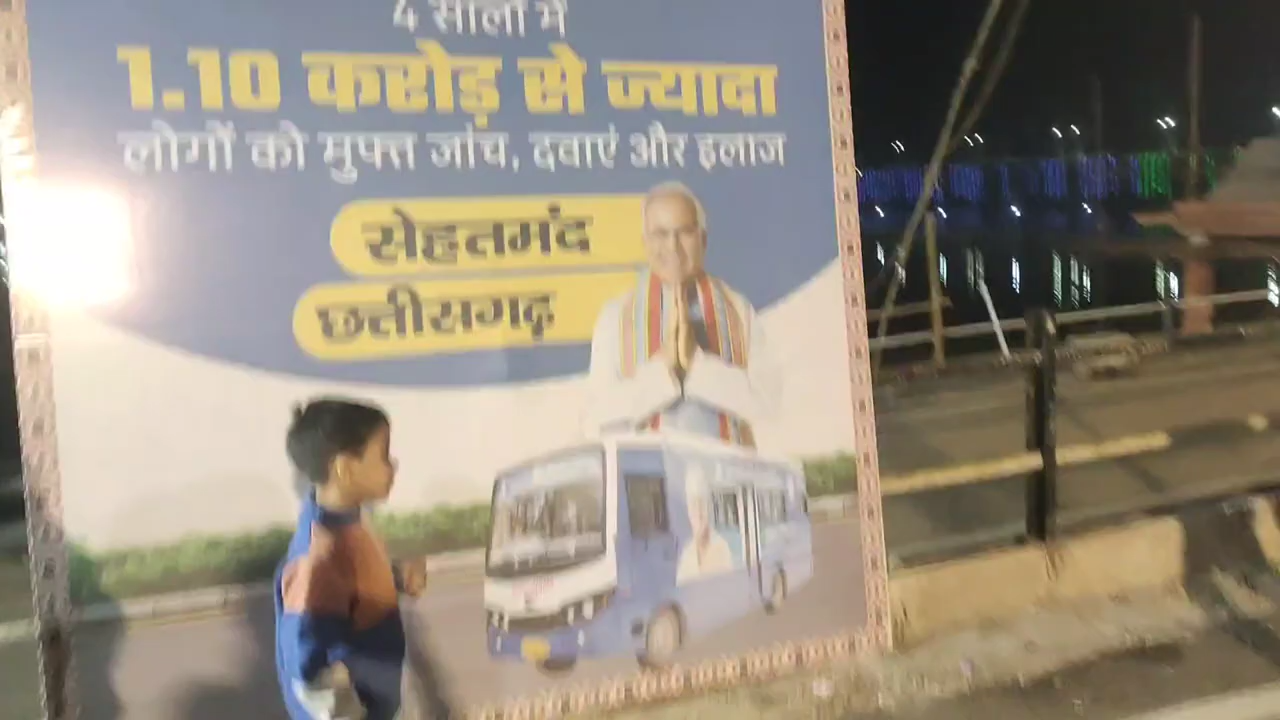 4 सालों में
1.10 करोड़ से ज्यादा
लोगों को मुफ्त जांच, दवाएं और इलाज
सेहतमंद
छत्तीसगढ़